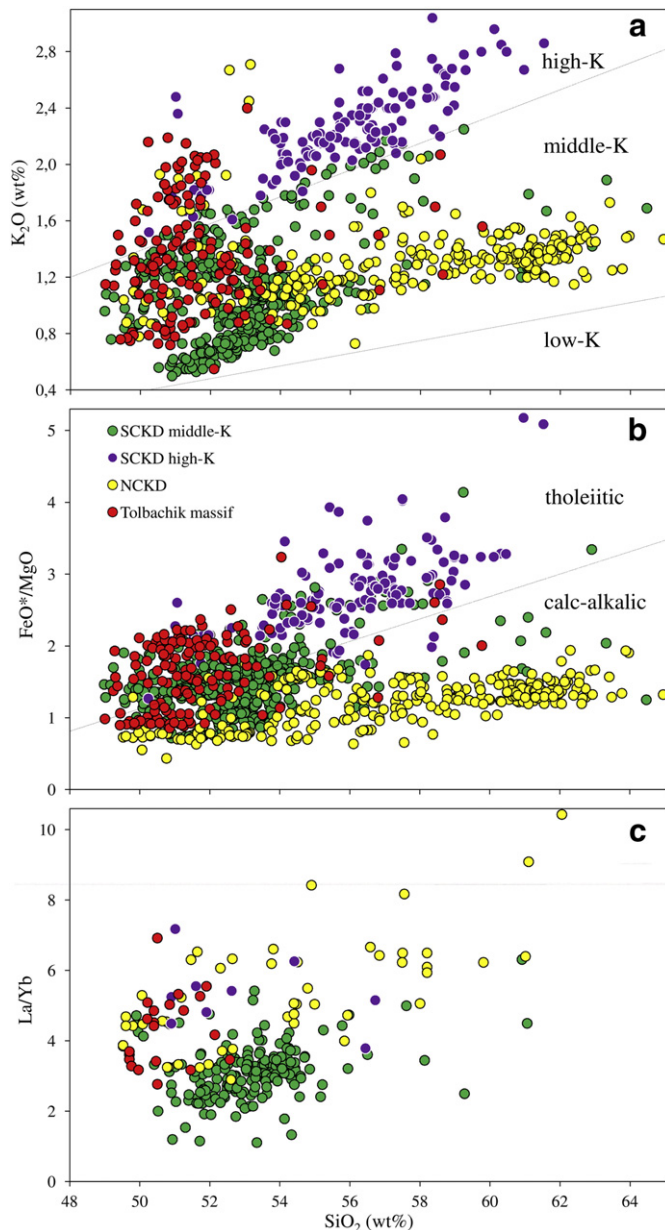 a
high-K
middle-K
low-K
K₂O (wt%)
2,8
2,4
2,0
1,6
1,2
0,8
0,4
b
SCKD middle-K
SCKD high-K
NCKD
Tolbachik massif
tholeiitic
calc-alkalic
FeO*/MgO
5
4
3
2
1
0
c
La/Yb
10
8
6
4
2
0
48 50 52 54 56 58 60 62 64
SiO₂ (wt%)